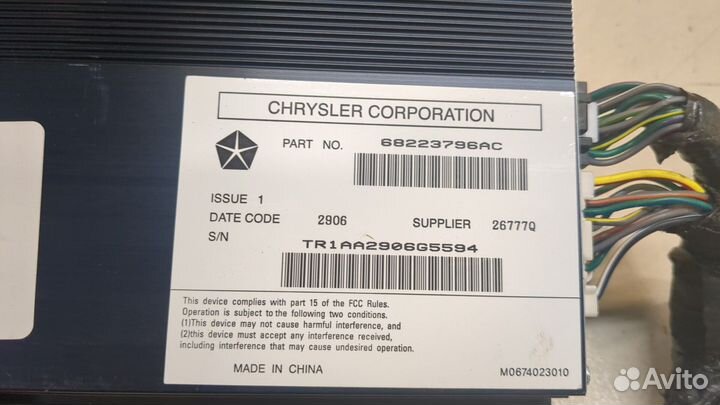 CHRYSLER CORPORATION
PART NO. 68223796AC
ISSUE 1
DATE CODE 2906 SUPPLIER 26777Q
S/N TR1AA2906G5594
This device complies with part 15 of the FCC Rules.
Operation is subject to the following two conditions.
(1)This device may not cause harmful interference, and
(2)this device must accept any interference received,
including interference that may cause undesired operation.
MADE IN CHINA M0674023010
Avito